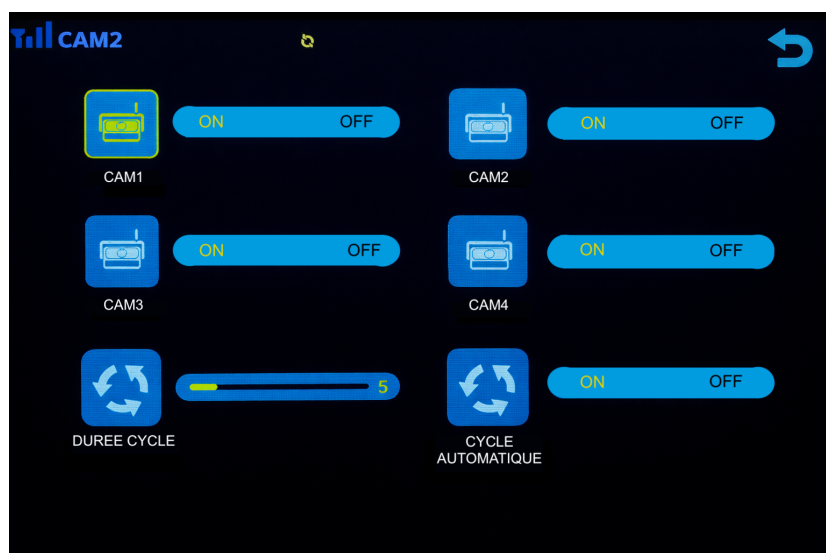 CAM2
ON OFF
ON OFF
CAM1
CAM2
ON OFF
ON OFF
CAM3
CAM4
5
ON OFF
DUREE CYCLE
CYCLE
AUTOMATIQUE